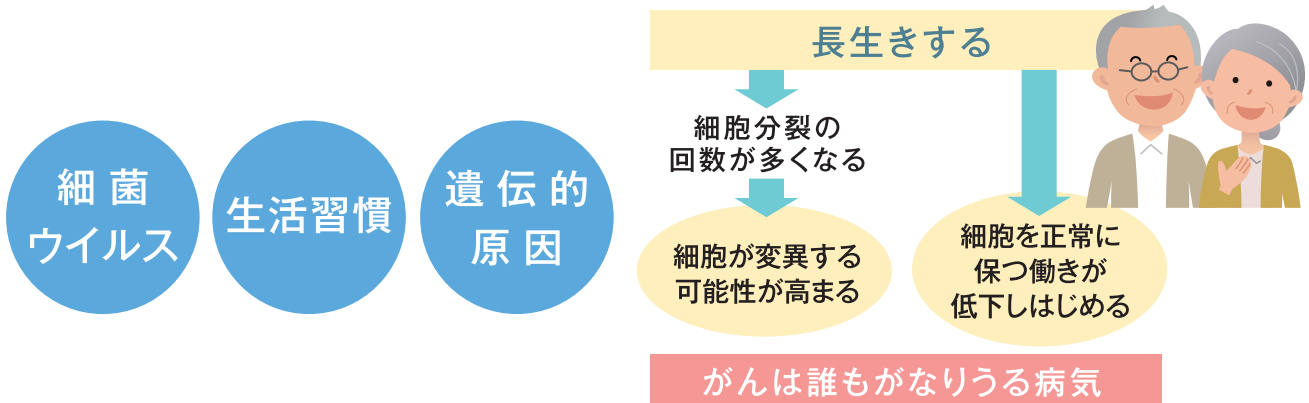 細菌
ウイルス
生活習慣
遺伝的
原因
長生きする
細胞分裂の
回数が多くなる
細胞が変異する
可能性が高まる
細胞を正常に
保つ働きが
低下しはじめる
がんは誰もがなりうる病気